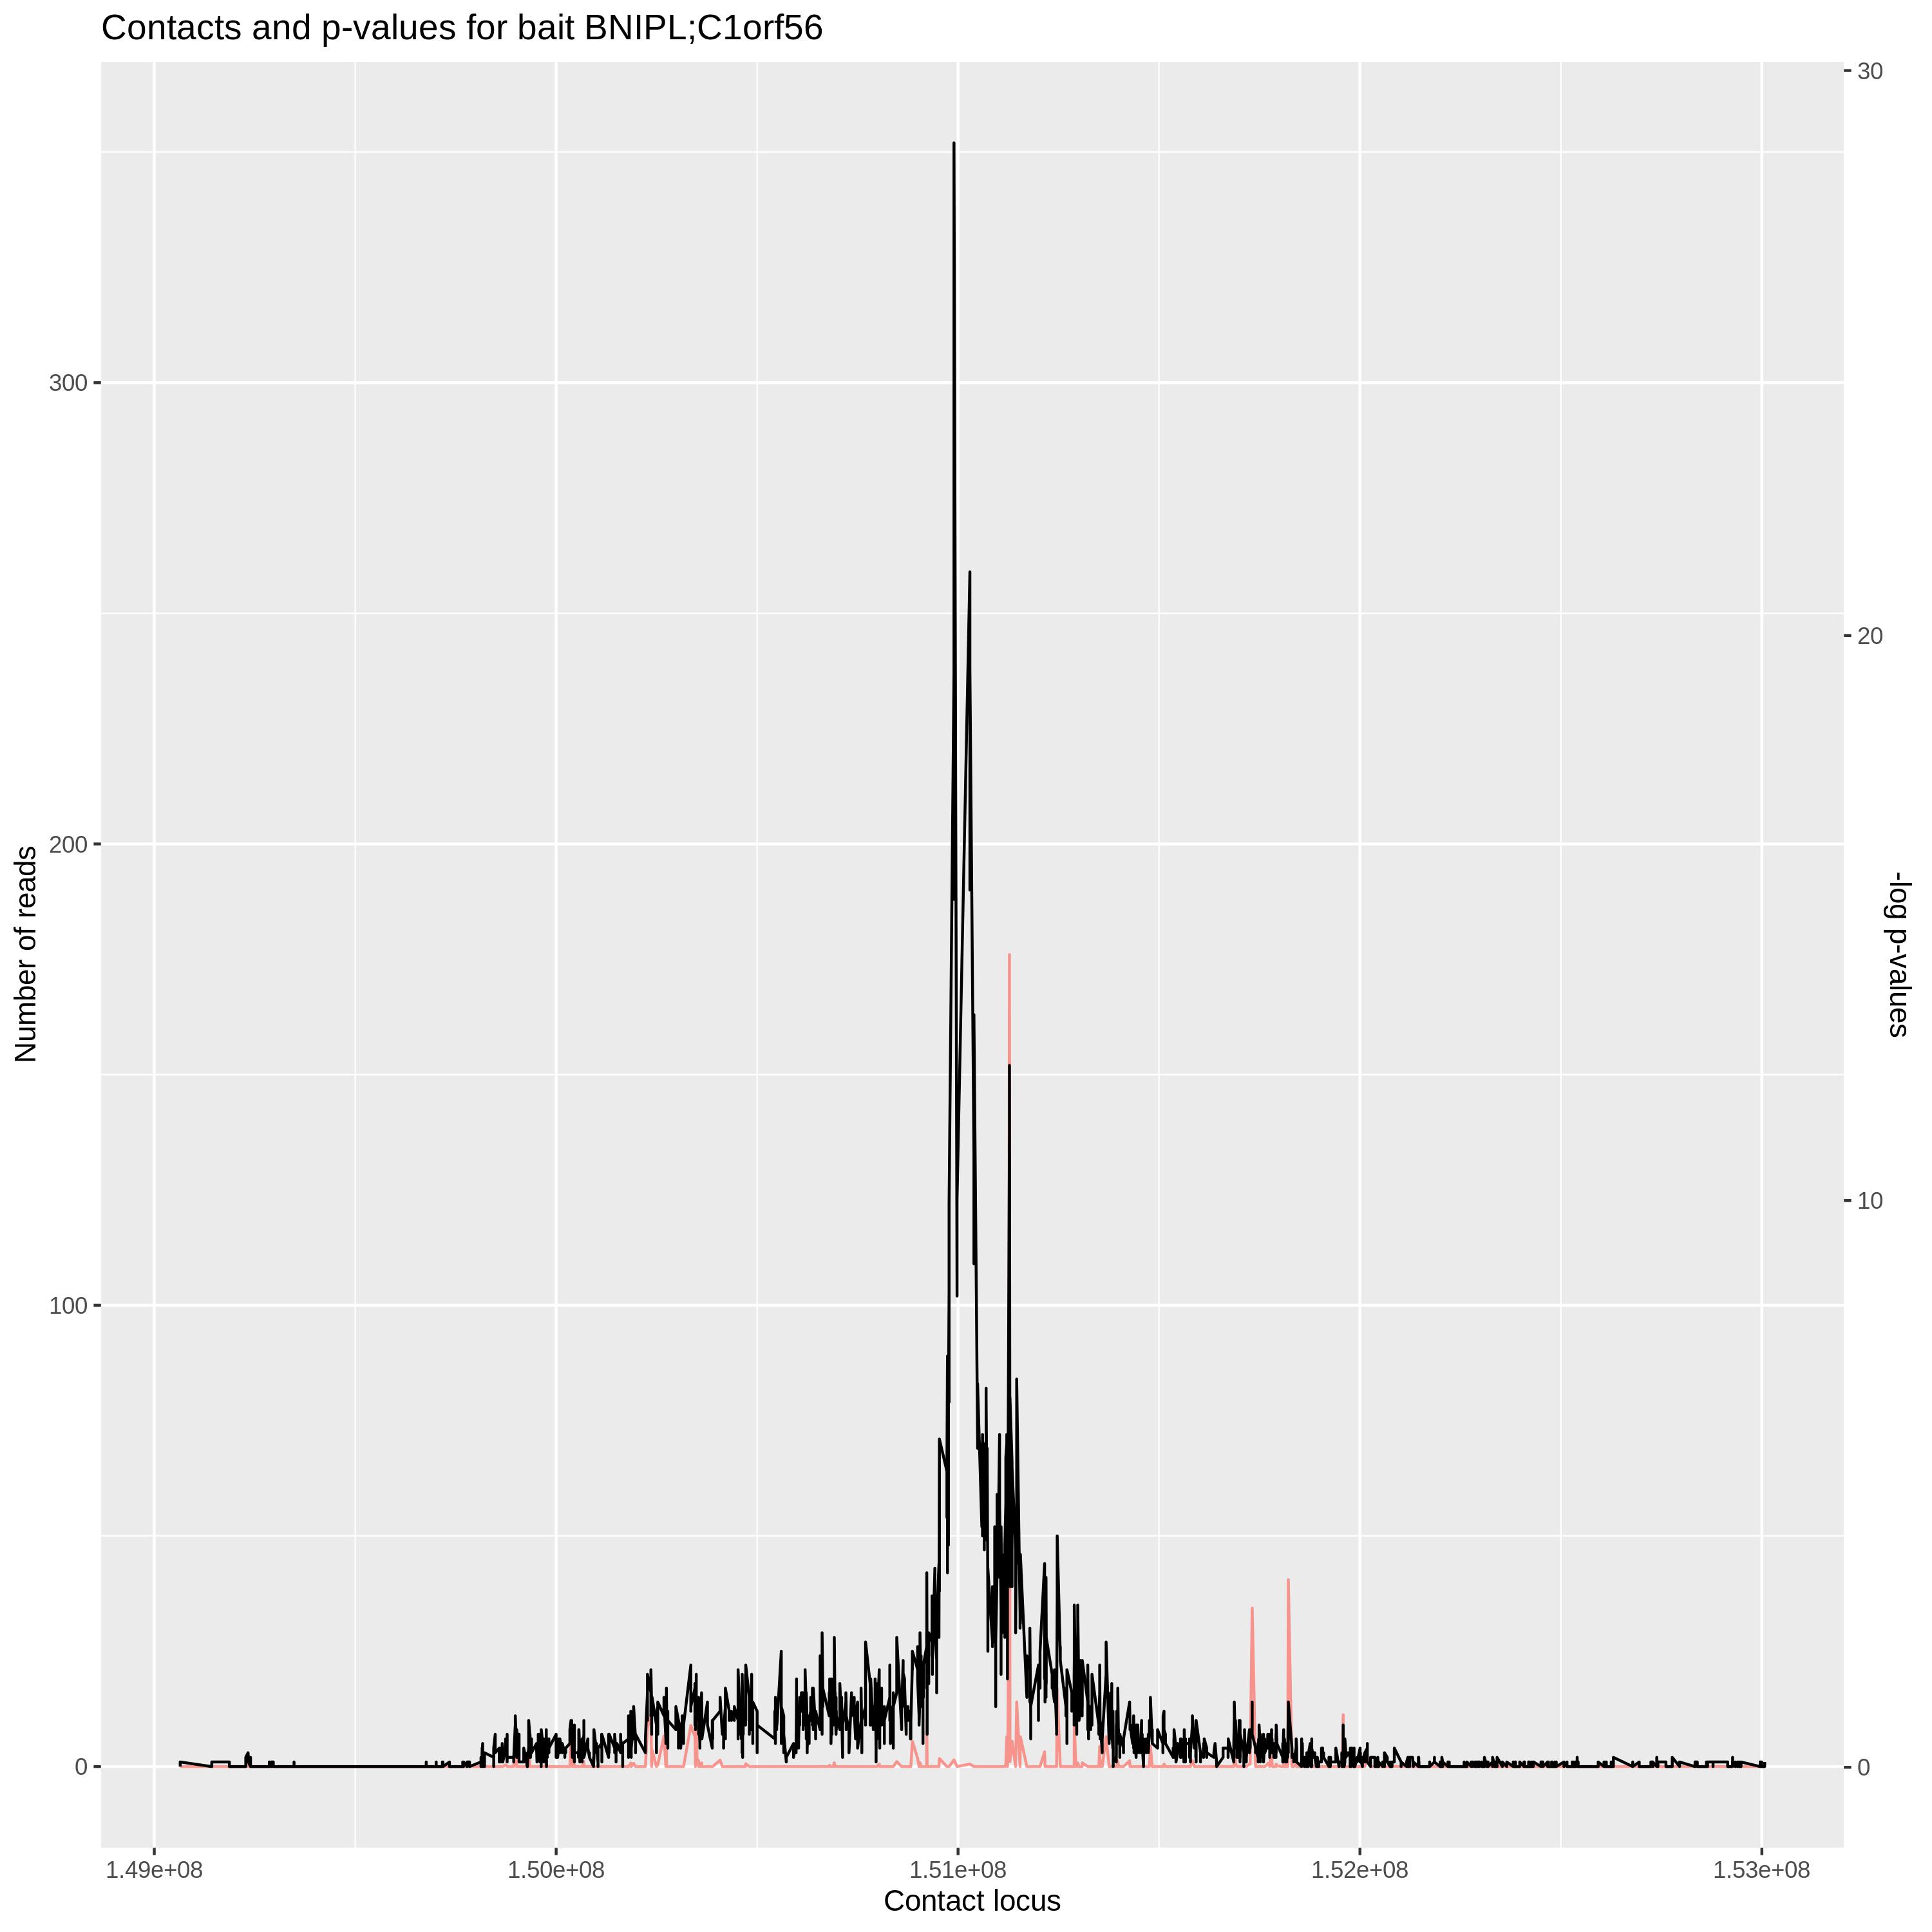 Contacts and p-values for bait BNIPL;C1orf56
30
300
20
200
Number of reads
-log p-values
10
100
0
0
1.49e+08 1.50e+08 1.51e+08 1.52e+08 1.53e+08
Contact locus